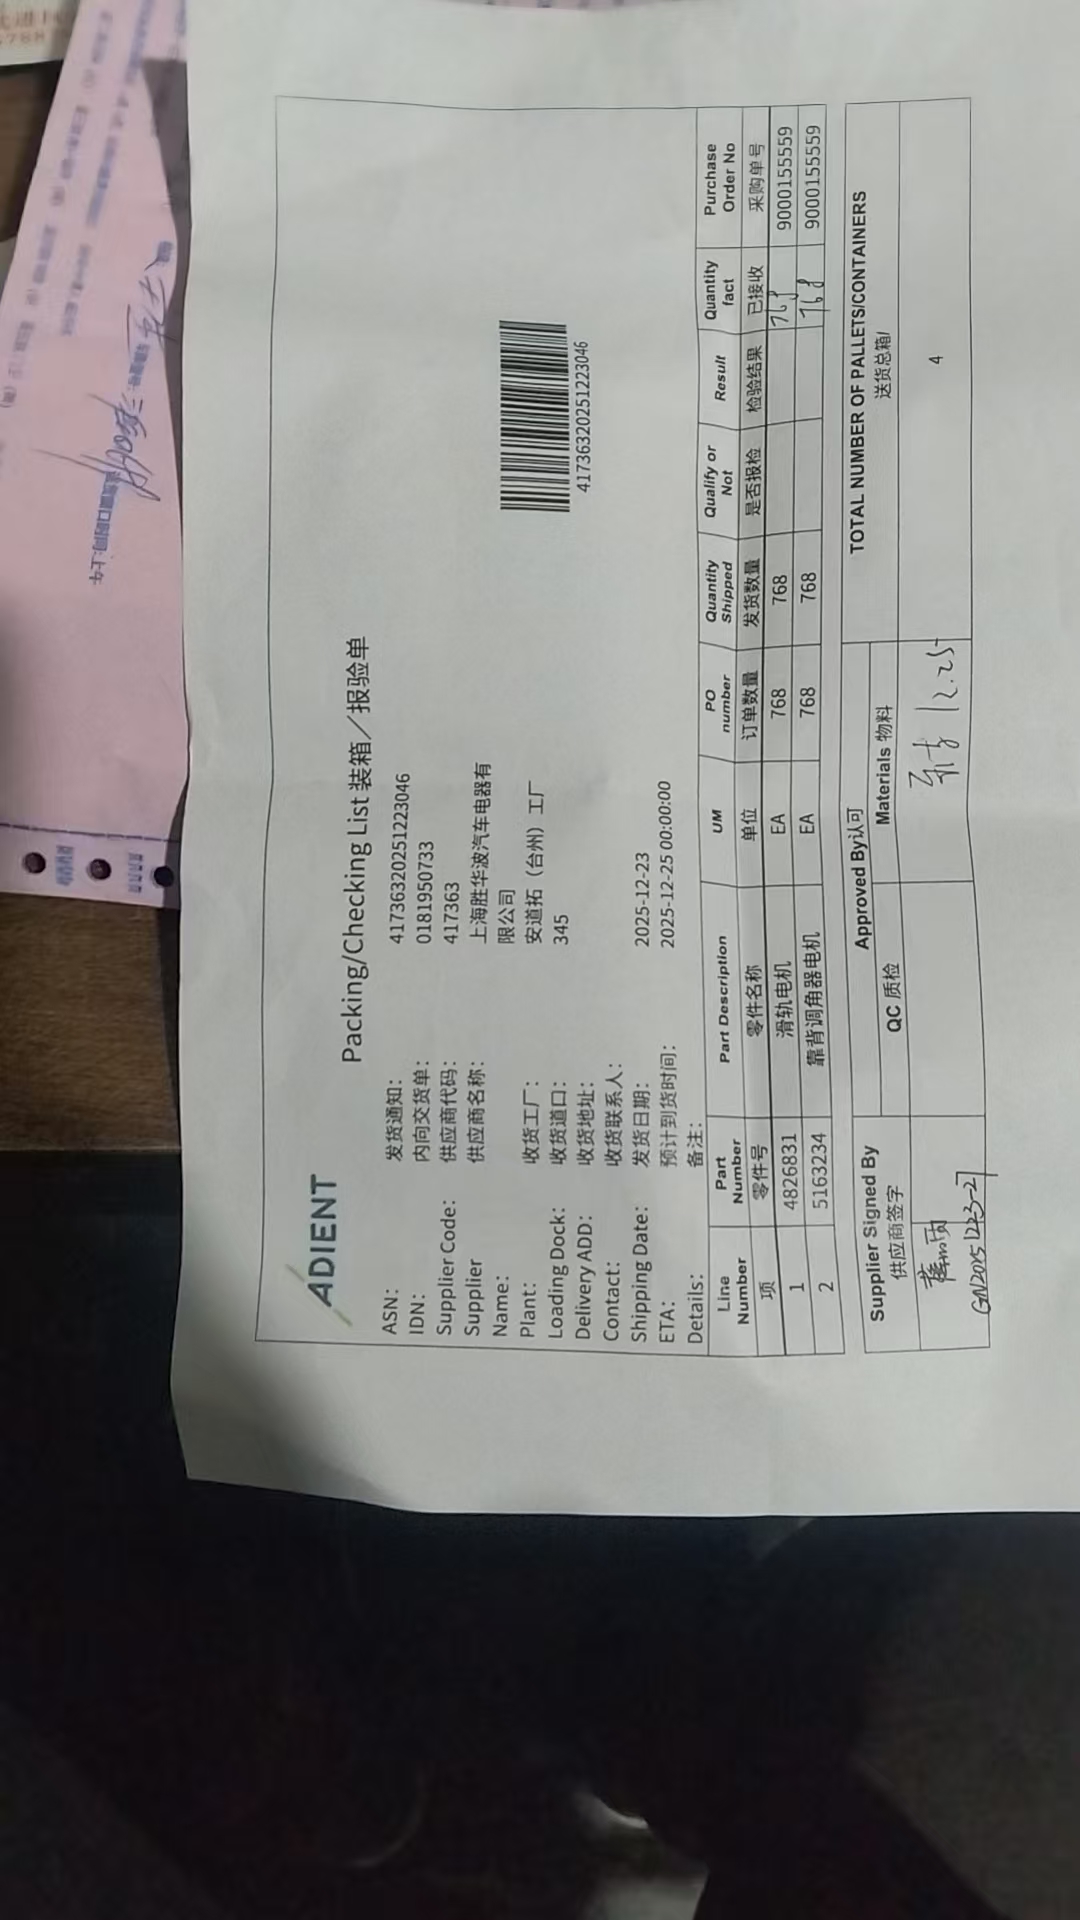 ADIENT
Packing/Checking List 装箱／报验单
ASN: 发货通知: 41736320251223046
IDN: 内向交货单: 0181950733
Supplier Code: 供应商代码: 417363
Supplier Name: 供应商名称: 上海胜华波汽车电器有限公司
Plant: 收货工厂: 安道拓（台州）工厂
Loading Dock: 收货道口: 345
Delivery ADD: 收货地址:
Contact: 收货联系人:
Shipping Date: 发货日期: 2025-12-23
ETA: 预计到货时间: 2025-12-25 00:00:00
Details: 备注:
41736320251223046
Line Number Part Number Part Description UM PO number Quantity Shipped Qualify or Not Result Quantity fact Purchase Order No
项 零件号 零件名称 单位 订单数量 发货数量 是否报检 检验结果 已接收 采购单号
1 4826831 滑轨电机 EA 768 768 768 9000155559
2 5163234 靠背调角器电机 EA 768 768 768 9000155559
Supplier Signed By 供应商签字
Approved By认可
QC 质检
Materials 物料
TOTAL NUMBER OF PALLETS/CONTAINERS
送货总箱/
12.25
4